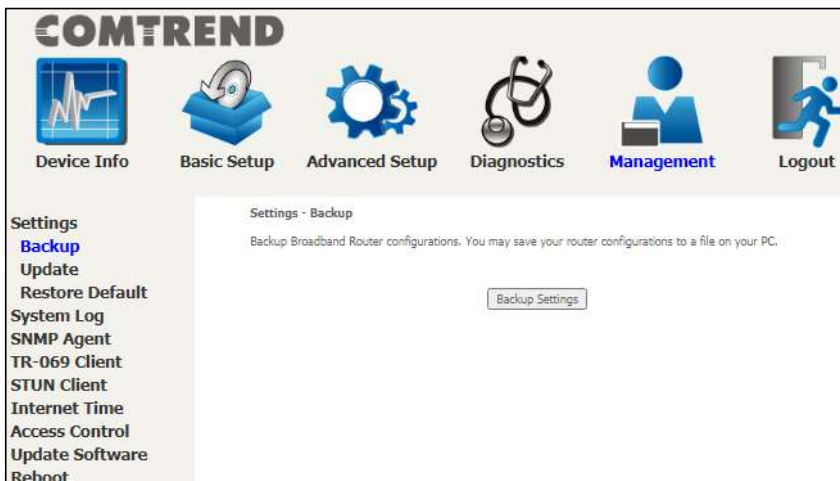 COMTREND
Device Info
Basic Setup
Advanced Setup
Diagnostics
Management
Logout
Settings
Backup
Update
Restore Default
System Log
SNMP Agent
TR-069 Client
STUN Client
Internet Time
Access Control
Update Software
Reboot
Settings - Backup
Backup Broadband Router configurations. You may save your router configurations to a file on your PC.
Backup Settings